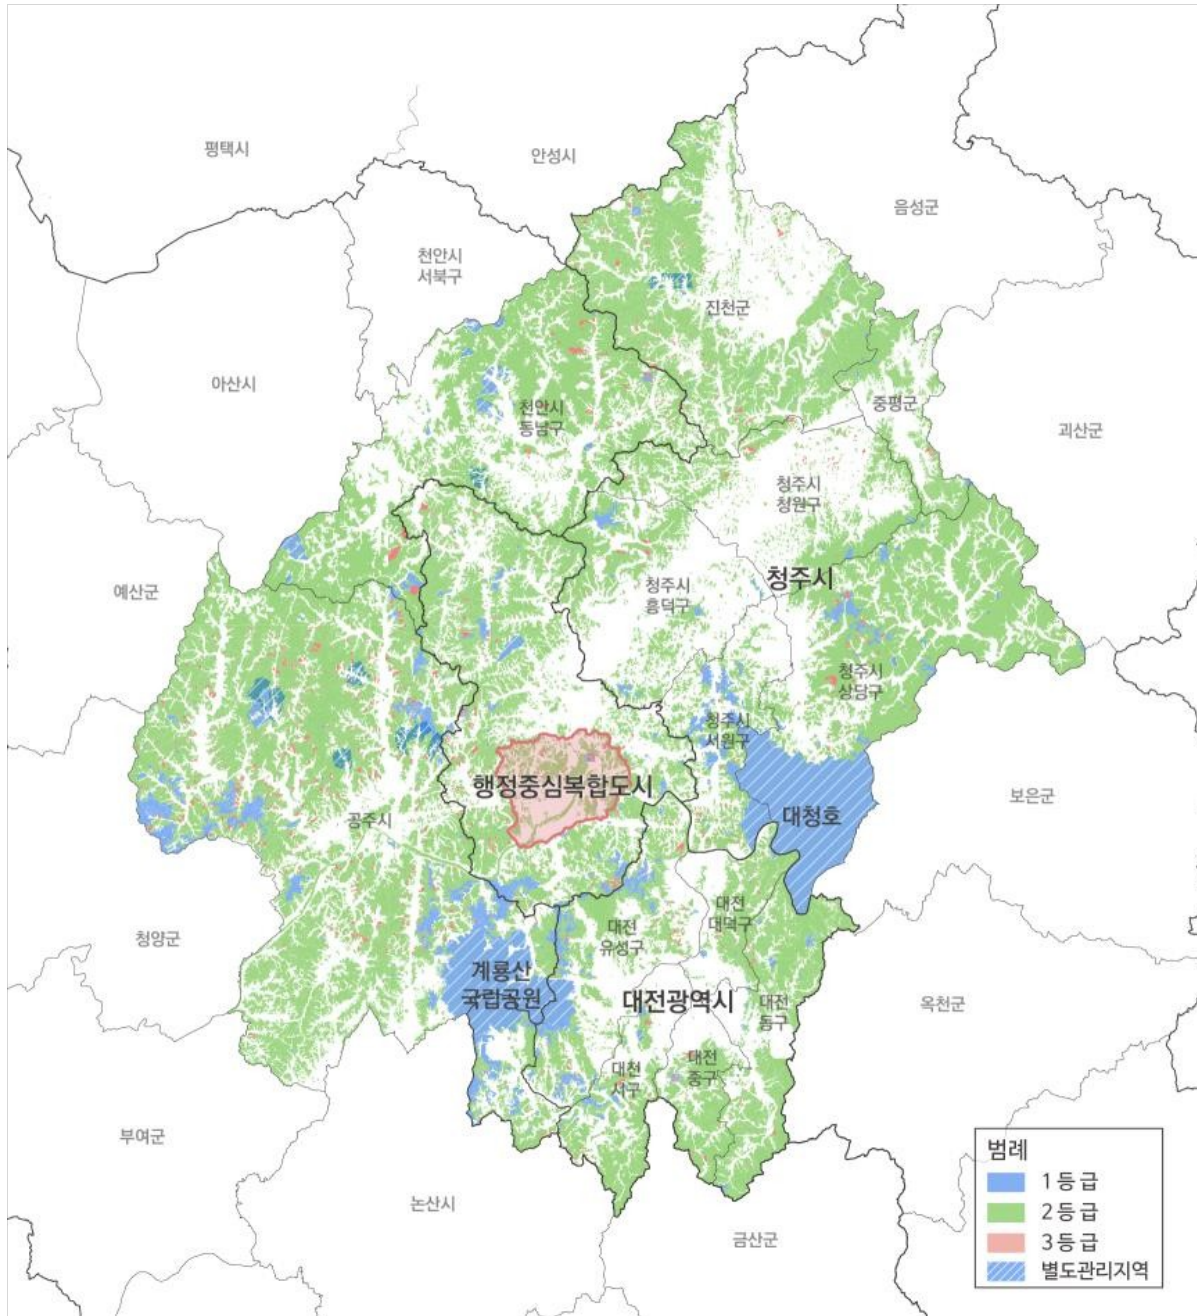 평택시
안성시
음성군
천안시
서북구
진천군
아산시
천안시
동남구
증평군
괴산군
청주시
청원구
예산군
청주시
흥덕구
청주시
청주시
상당구
청주시
서원구
행정중심복합도시
대청호
보은군
공주시
청양군
대전
유성구
대전
대덕구
계룡산
국립공원
대전광역시
대전
동구
옥천군
대전
서구
대전
중구
부여군
논산시
금산군
범례
1등급
2등급
3등급
별도관리지역